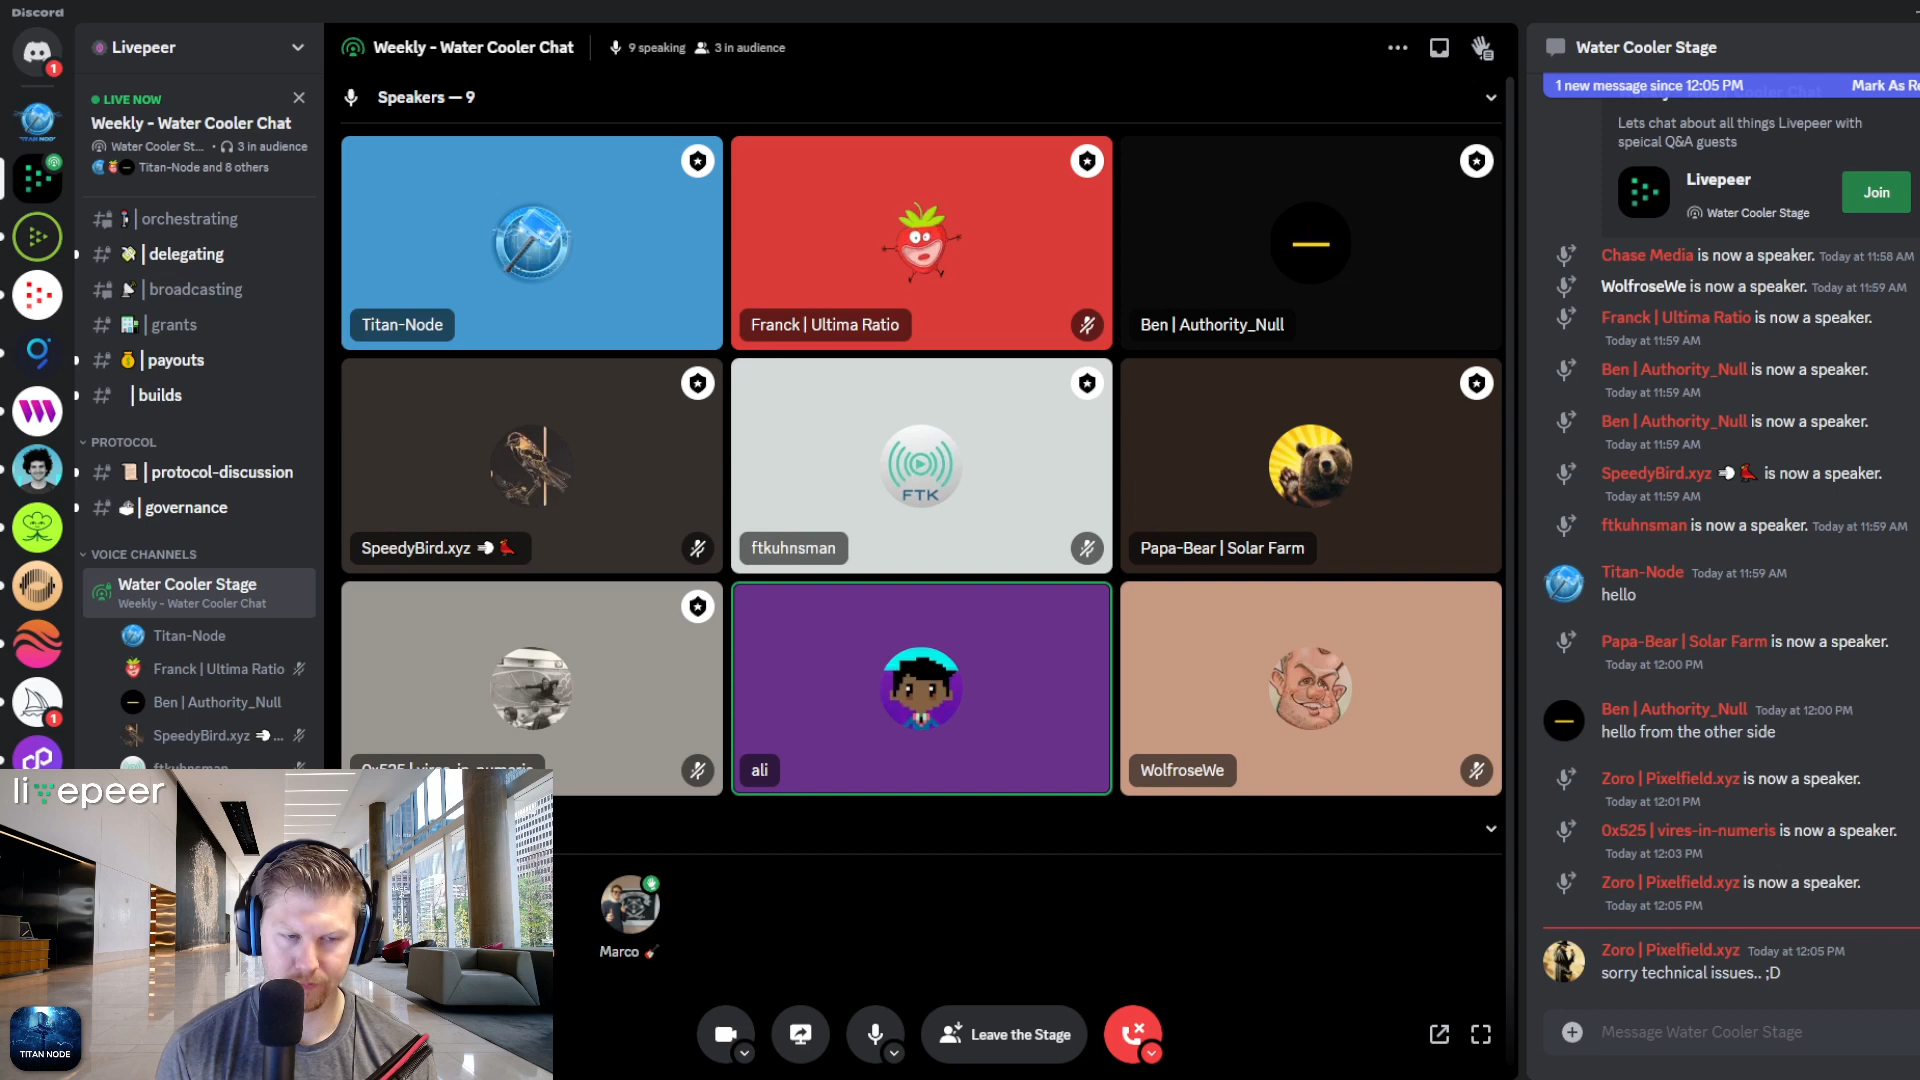 Discord
1
Livepeer
LIVE NOW
Weekly - Water Cooler Chat
Water Cooler St... • 3 in audience
Titan-Node and 8 others
orchestrating
delegating
broadcasting
grants
payouts
builds
PROTOCOL
protocol-discussion
governance
VOICE CHANNELS
Water Cooler Stage
Weekly - Water Cooler Chat
Titan-Node
Franck | Ultima Ratio
Ben | Authority_Null
SpeedyBird.xyz ...
ftkuhnsman
1
livepeer
TITAN NODE
Weekly - Water Cooler Chat
9 speaking
3 in audience
Speakers — 9
Titan-Node
Franck | Ultima Ratio
Ben | Authority_Null
SpeedyBird.xyz
FTK
ftkuhnsman
Papa-Bear | Solar Farm
0x525 | vires-in-numeris
ali
WolfroseWe
Marco
Leave the Stage
Water Cooler Stage
1 new message since 12:05 PM
Mark As Re
Lets chat about all things Livepeer with
speical Q&A guests
Livepeer
Water Cooler Stage
Join
Chase Media is now a speaker. Today at 11:58 AM
WolfroseWe is now a speaker. Today at 11:59 AM
Franck | Ultima Ratio is now a speaker.
Today at 11:59 AM
Ben | Authority_Null is now a speaker.
Today at 11:59 AM
Ben | Authority_Null is now a speaker.
Today at 11:59 AM
SpeedyBird.xyz is now a speaker.
Today at 11:59 AM
ftkuhnsman is now a speaker. Today at 11:59 AM
Titan-Node Today at 11:59 AM
hello
Papa-Bear | Solar Farm is now a speaker.
Today at 12:00 PM
Ben | Authority_Null Today at 12:00 PM
hello from the other side
Zoro | Pixelfield.xyz is now a speaker.
Today at 12:01 PM
0x525 | vires-in-numeris is now a speaker.
Today at 12:03 PM
Zoro | Pixelfield.xyz is now a speaker.
Today at 12:05 PM
Zoro | Pixelfield.xyz Today at 12:05 PM
sorry technical issues.. ;D
Message Water Cooler Stage